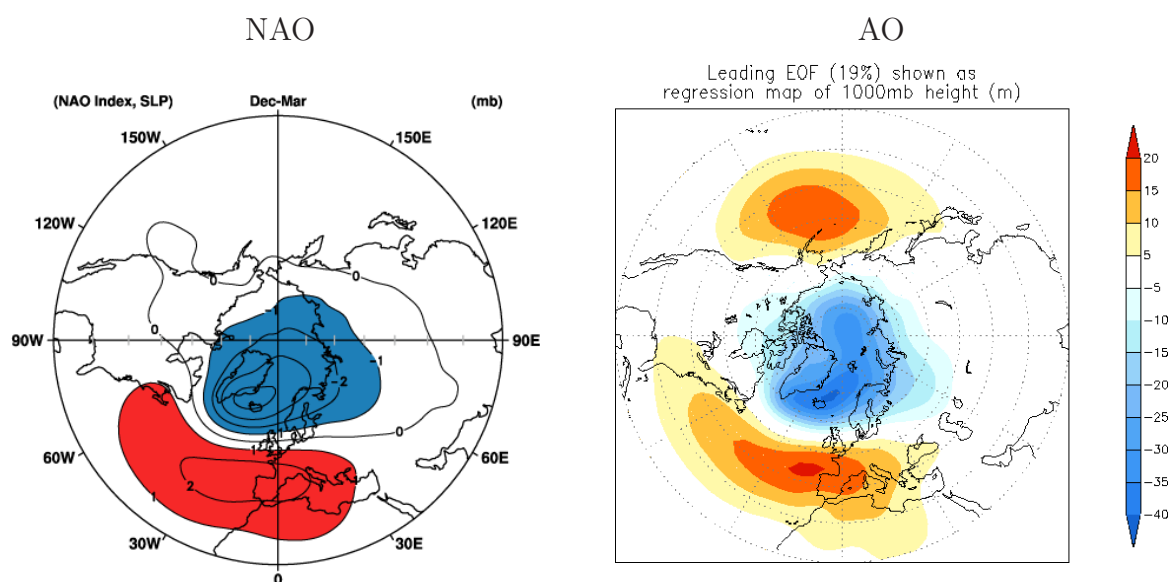 NAO
AO
(NAO Index, SLP) Dec-Mar (mb)
150W 150E
120W 120E
90W 90E
60W 60E
30W 30E
0
0
0
0
0
-1
-1
-2
1
2
Leading EOF (19%) shown as
regression map of 1000mb height (m)
20
15
10
5
-5
-10
-15
-20
-25
-30
-35
-40